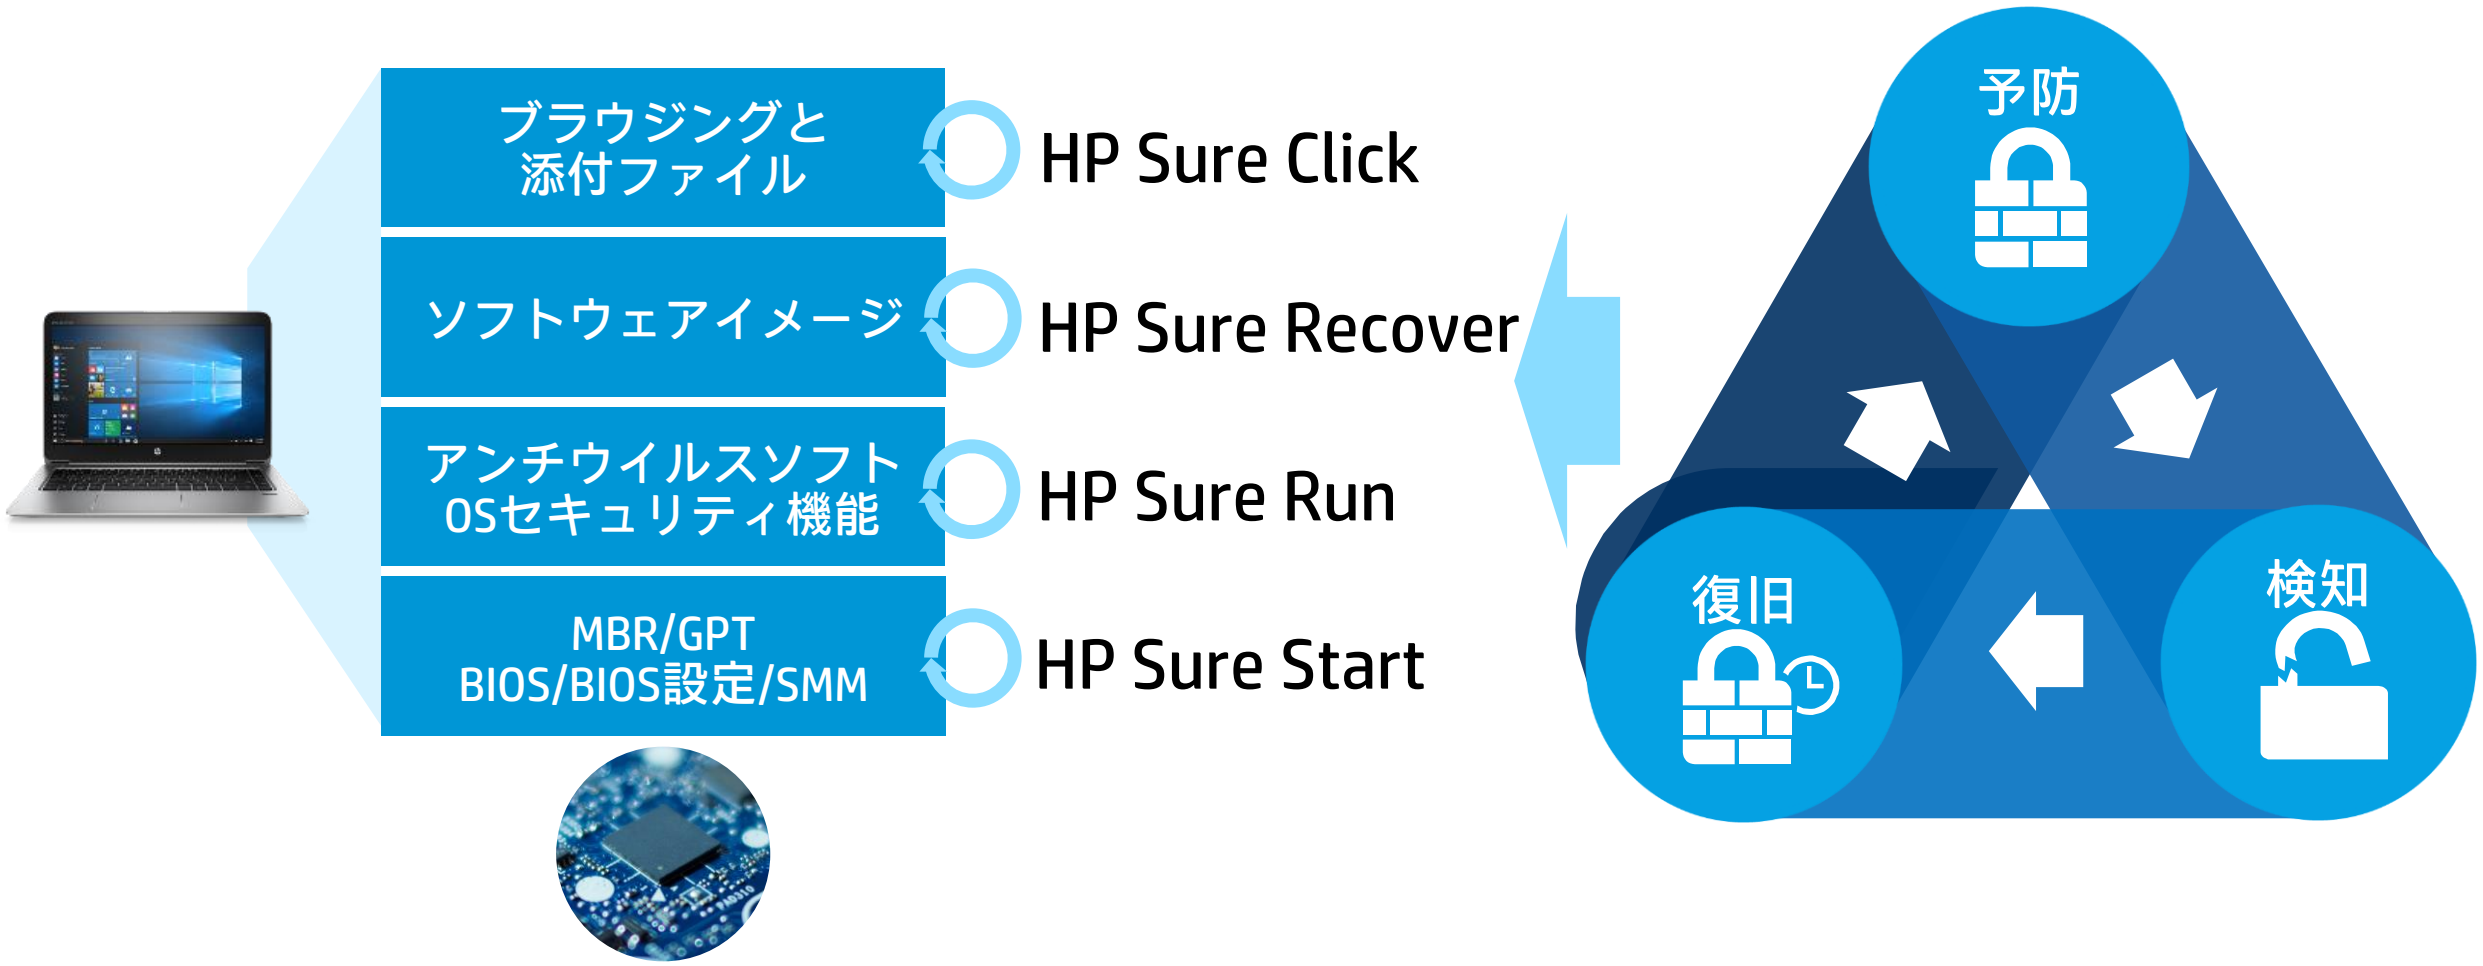 ブラウジングと
添付ファイル
HP Sure Click
ソフトウェアイメージ
HP Sure Recover
アンチウイルスソフト
OSセキュリティ機能
HP Sure Run
MBR/GPT
BIOS/BIOS設定/SMM
HP Sure Start
予防
復旧
検知
PAD310